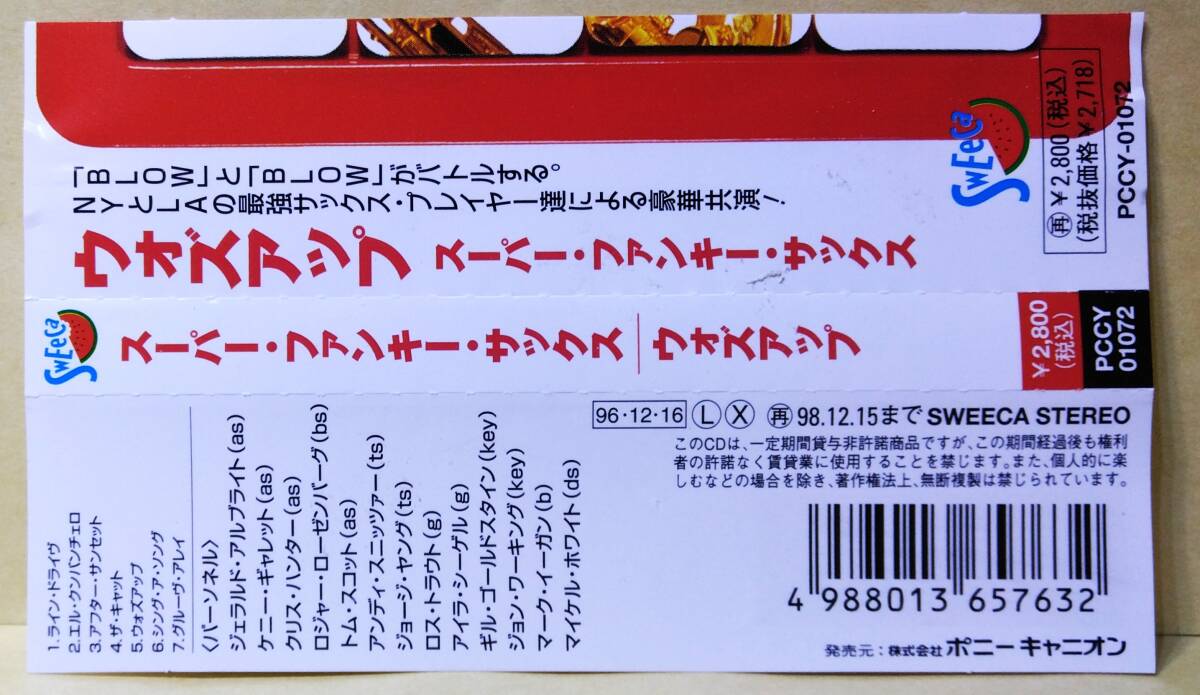 「BLOW」と「BLOW」がバトルする。
NYとLAの最強サックス・プレイヤー達による豪華共演！
ウォズアップ スーパー・ファンキー・サックス
SWEECA
再 ￥2,800(税込)
(税抜価格￥2,718)
PCCY-01072
SWEECA
スーパー・ファンキー・サックス ウォズアップ
￥2,800
(税込)
PCCY
01072
1.ライン・ドライヴ
2.エル・クンバンチェロ
3.アフター・サンセット
4.ザ・キャット
5.ウォズアップ
6.シング・ア・ソング
7.グルーヴ・アレイ
〈パーソネル〉
ジェラルド・アルブライト(as)
ケニー・ギャレット(as)
クリス・ハンター(as)
ロジャー・ローゼンバーグ(bs)
トム・スコット(as)
アンディ・スニッツァー(ts)
ジョージ・ヤング(ts)
ロス・トラウト(g)
アイラ・シーゲル(g)
ギル・ゴールドスタイン(key)
ジョン・ワーキング(key)
マーク・イーガン(b)
マイケル・ホワイト(ds)
96・12・16 L X 再 98.12.15まで SWEECA STEREO
このCDは、一定期間貸与非許諾商品ですが、この期間経過後も権利
者の許諾なく賃貸業に使用することを禁じます。また、個人的に楽
しむなどの場合を除き、著作権法上、無断複製は禁じられています。
4 988013 657632
発売元：株式会社ポニーキャニオン